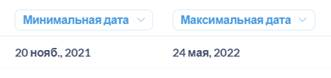 Минимальная дата Максимальная дата
20 нояб., 2021 24 мая, 2022